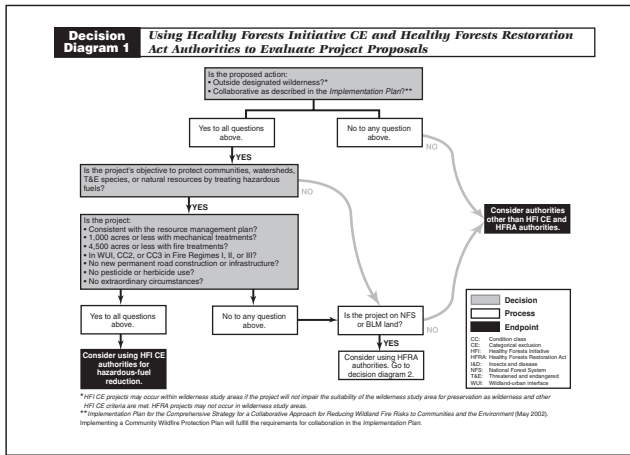 Decision
Diagram 1
Using Healthy Forests Initiative CE and Healthy Forests Restoration
Act Authorities to Evaluate Project Proposals
Is the proposed action:
• Outside designated wilderness?*
• Collaborative as described in the Implementation Plan?**
Yes to all questions
above.
No to any question
above.
NO
YES
Is the project's objective to protect communities, watersheds,
T&E species, or natural resources by treating hazardous
fuels?
NO
YES
Consider authorities
other than HFI CE and
HFRA authorities.
Is the project:
• Consistent with the resource management plan?
• 1,000 acres or less with mechanical treatments?
• 4,500 acres or less with fire treatments?
• In WUI, CC2, or CC3 in Fire Regimes I, II, or III?
• No new permanent road construction or infrastructure?
• No pesticide or herbicide use?
• No extraordinary circumstances?
Yes to all questions
above.
No to any question
above.
Is the project on NFS
or BLM land?
NO
YES
Consider using HFI CE
authorities for
hazardous-fuel
reduction.
Consider using HFRA
authorities. Go to
decision diagram 2.
Decision
Process
Endpoint
CC: Condition class
CE: Categorical exclusion
HFI: Healthy Forests Initiative
HFRA: Healthy Forests Restoration Act
I&D: Insects and disease
NFS: National Forest System
T&E: Threatened and endangered
WUI: Wildland-urban interface
* HFI CE projects may occur within wilderness study areas if the project will not impair the suitability of the wilderness study area for preservation as wilderness and other
HFI CE criteria are met. HFRA projects may not occur in wilderness study areas.
** Implementation Plan for the Comprehensive Strategy for a Collaborative Approach for Reducing Wildland Fire Risks to Communities and the Environment (May 2002).
Implementing a Community Wildfire Protection Plan will fulfill the requirements for collaboration in the Implementation Plan.